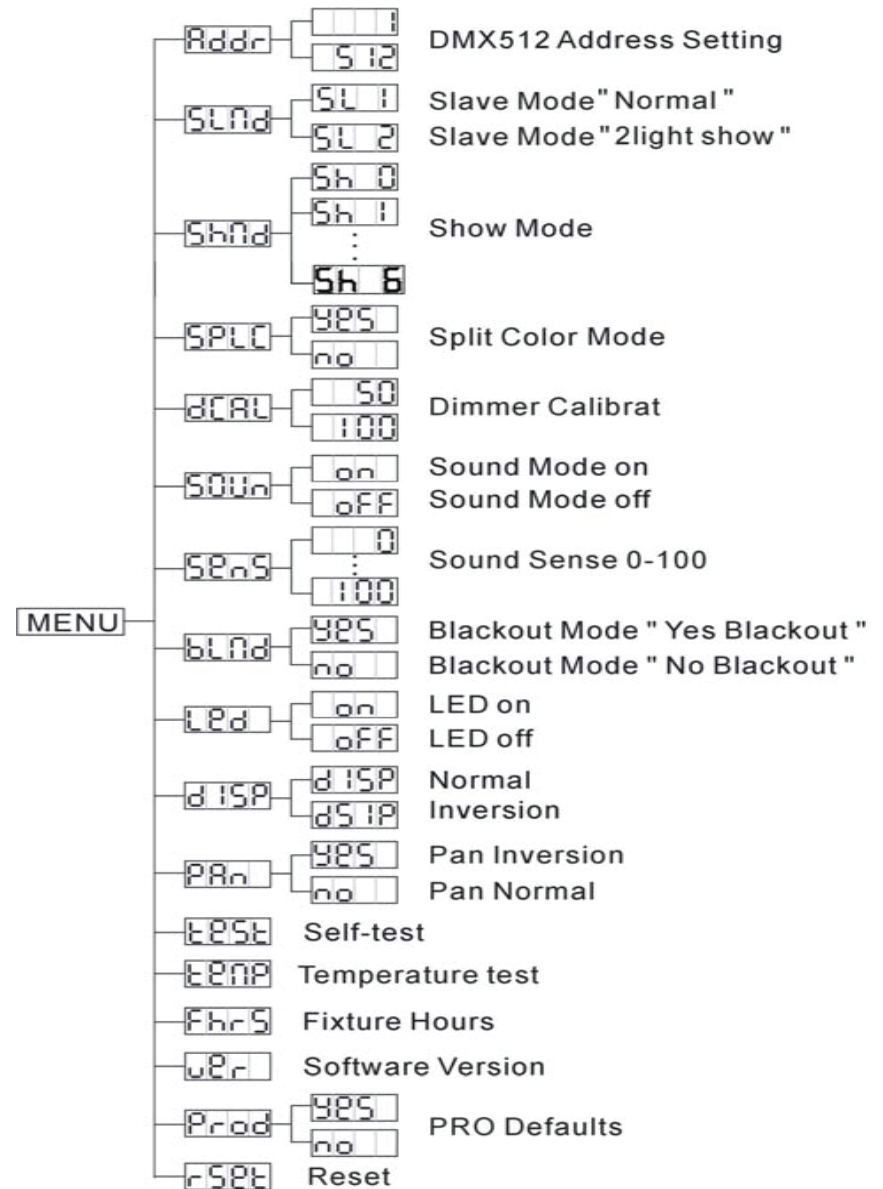 Addr 1
512 DMX512 Address Setting
SLMd SL 1 Slave Mode"Normal"
SL 2 Slave Mode"2light show"
Sh 0
ShMd Sh 1 Show Mode
⋮
Sh 6
SPLC YES Split Color Mode
no
dCAL 50 Dimmer Calibrat
100
SOUn on Sound Mode on
oFF Sound Mode off
SenS 0 Sound Sense 0-100
⋮
100
MENU
bLMd YES Blackout Mode " Yes Blackout "
no Blackout Mode " No Blackout "
Led on LED on
oFF LED off
dISP dISP Normal
dSIP Inversion
PAn YES Pan Inversion
no Pan Normal
teSt Self-test
teMP Temperature test
FhrS Fixture Hours
ver Software Version
Prod YES PRO Defaults
no
rSet Reset